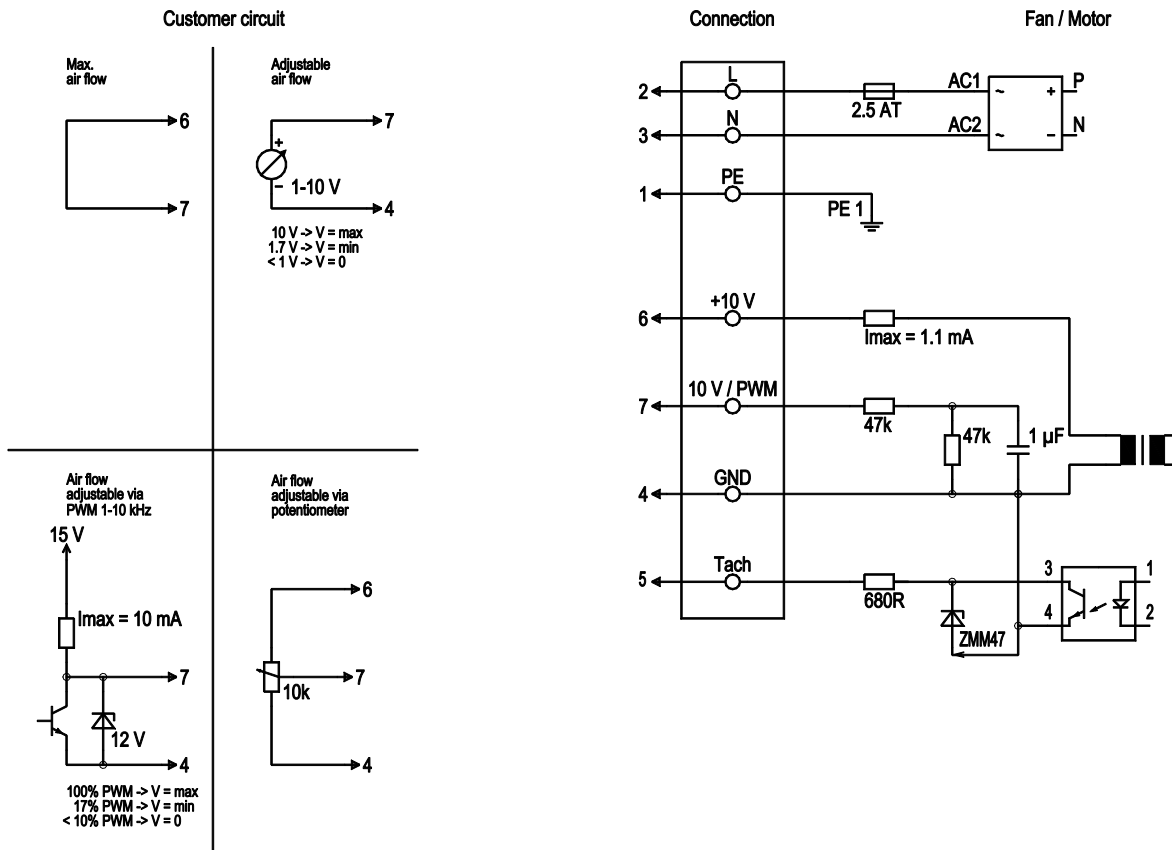 Customer circuit
Connection
Fan / Motor
Max.
air flow
6
7
Adjustable
air flow
7
+
−
1-10 V
4
10 V -> V = max
1.7 V -> V = min
< 1 V -> V = 0
Air flow
adjustable via
PWM 1-10 kHz
15 V
Imax = 10 mA
7
12 V
4
100% PWM -> V = max
17% PWM -> V = min
< 10% PWM -> V = 0
Air flow
adjustable via
potentiometer
6
7
10k
4
2
L
2.5 AT
AC1
~
+
P
3
N
AC2
~
−
N
1
PE
PE 1
6
+10 V
Imax = 1.1 mA
7
10 V / PWM
47k
47k
1 µF
4
GND
5
Tach
680R
ZMM47
3
4
1
2